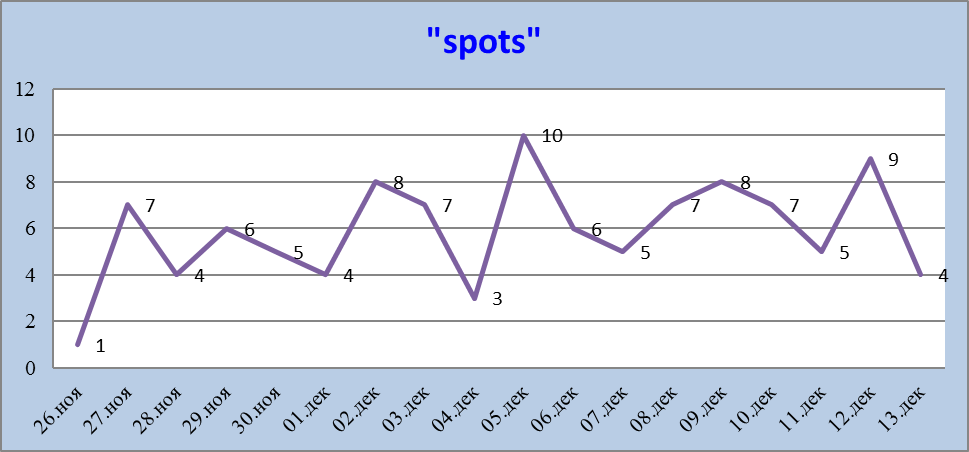 "spots"
12
10
8
6
4
2
0
1
7
4
6
5
4
8
7
3
10
6
5
7
8
7
5
9
4
26.ноя
27.ноя
28.ноя
29.ноя
30.ноя
01.дек
02.дек
03.дек
04.дек
05.дек
06.дек
07.дек
08.дек
09.дек
10.дек
11.дек
12.дек
13.дек